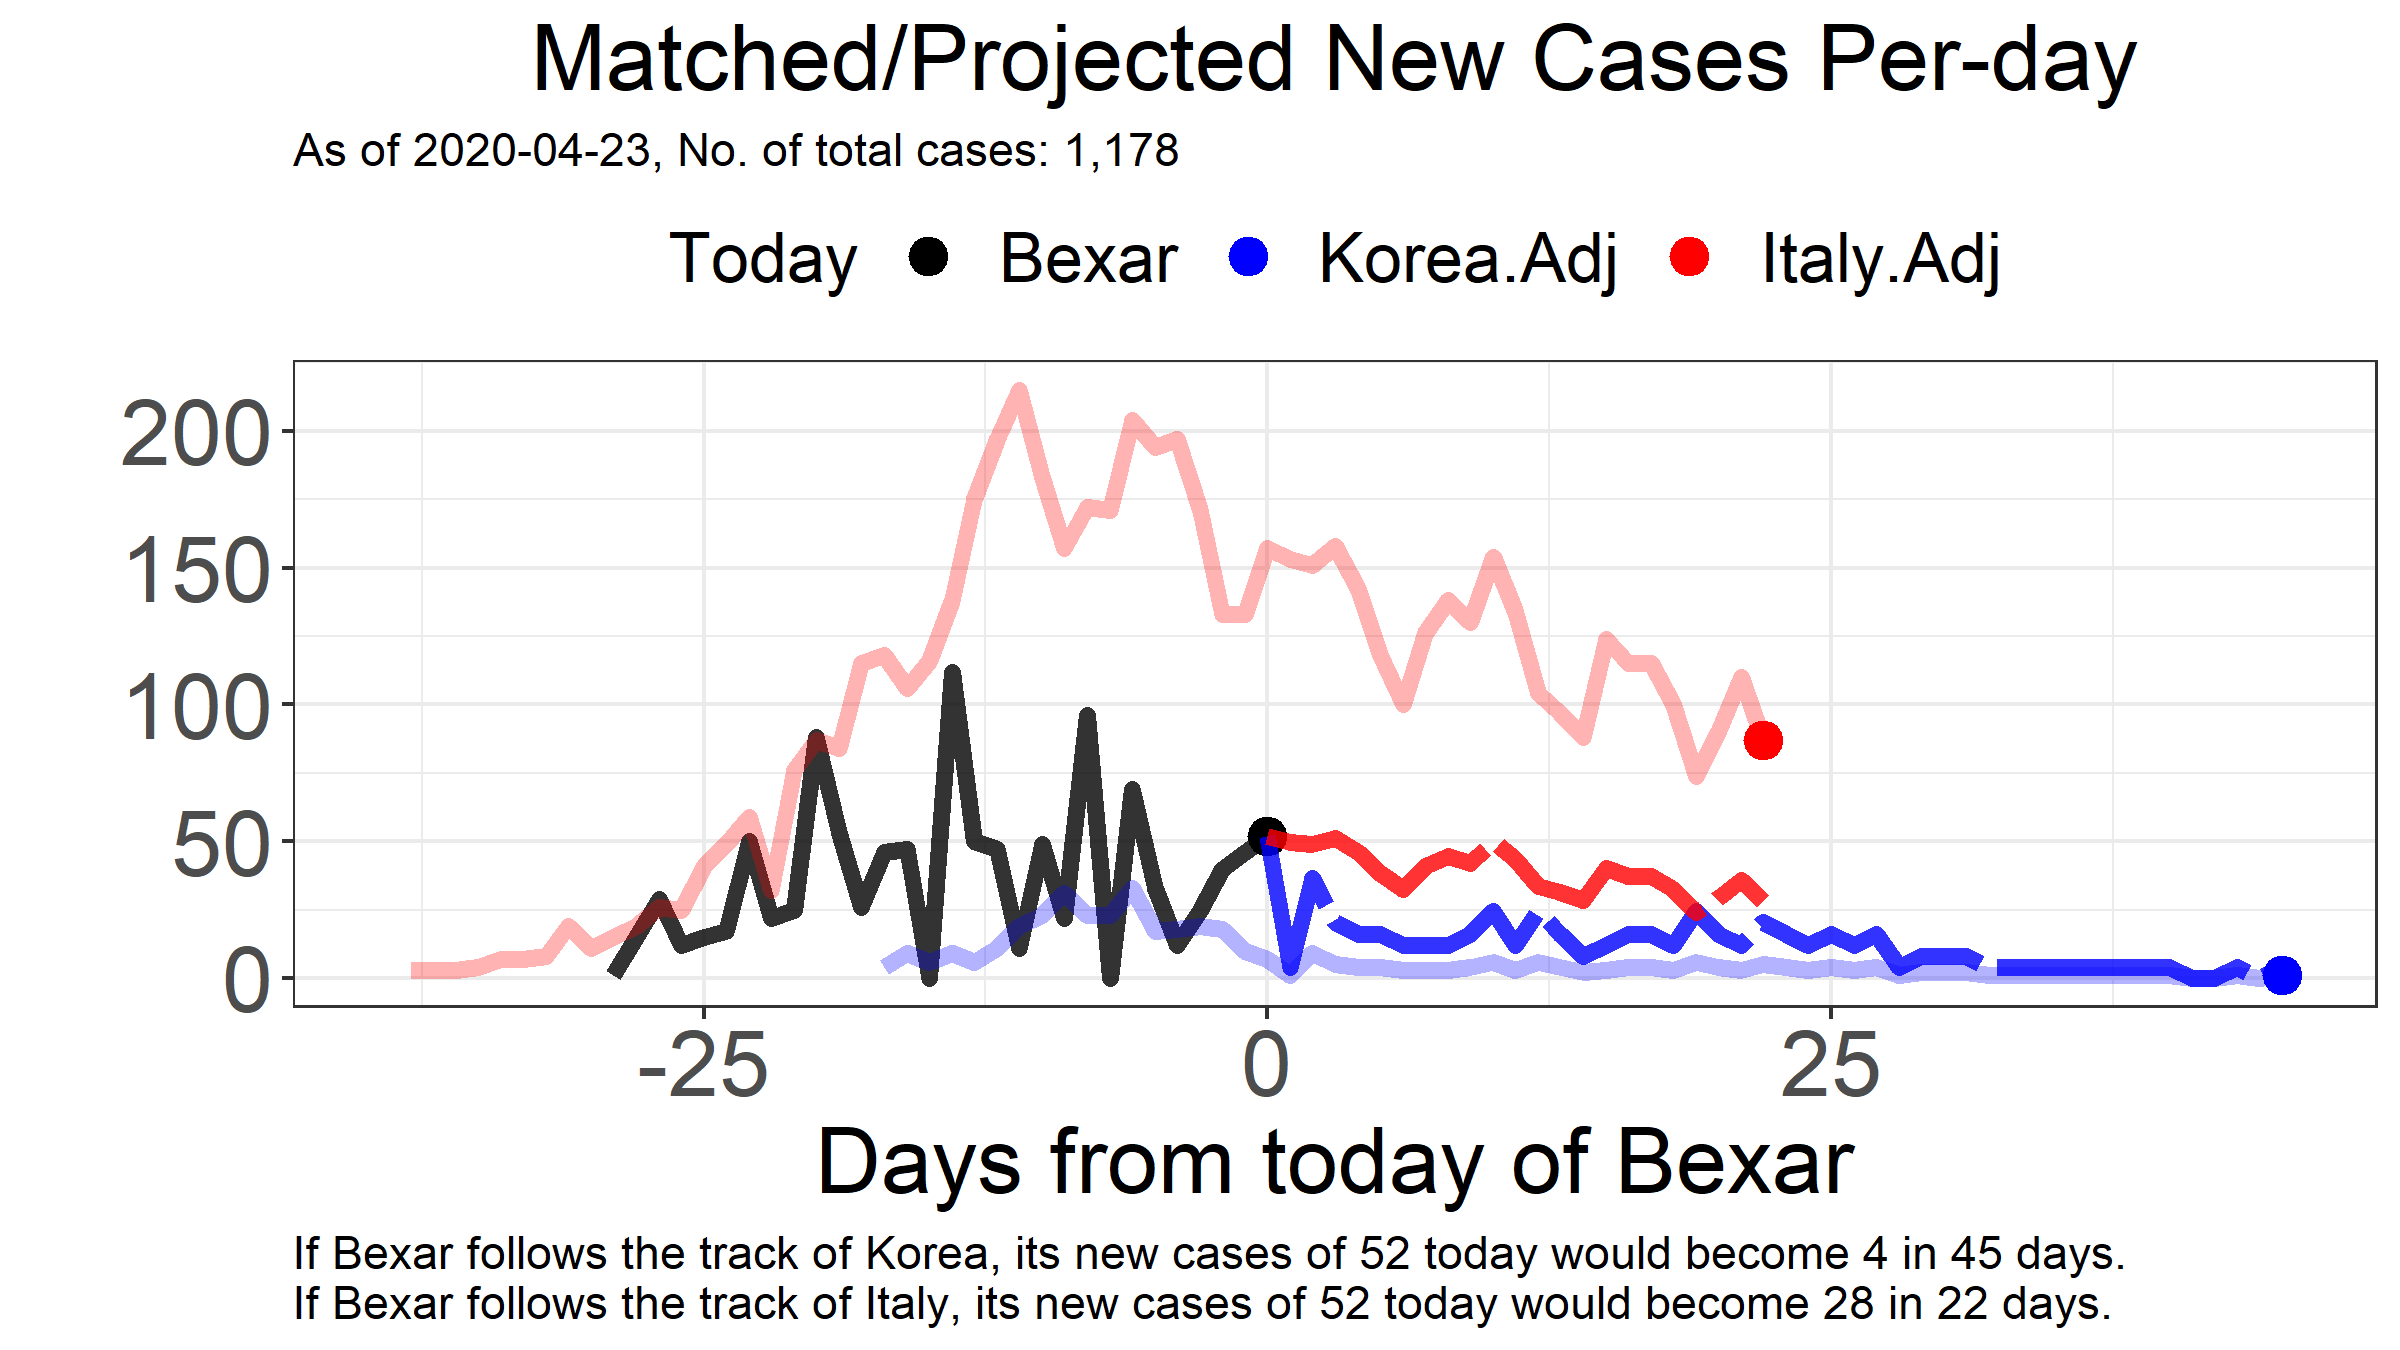 Matched/Projected New Cases Per-day
As of 2020-04-23, No. of total cases: 1,178
Today Bexar Korea.Adj Italy.Adj
200
150
100
50
0
-25 0 25
Days from today of Bexar
If Bexar follows the track of Korea, its new cases of 52 today would become 4 in 45 days.
If Bexar follows the track of Italy, its new cases of 52 today would become 28 in 22 days.